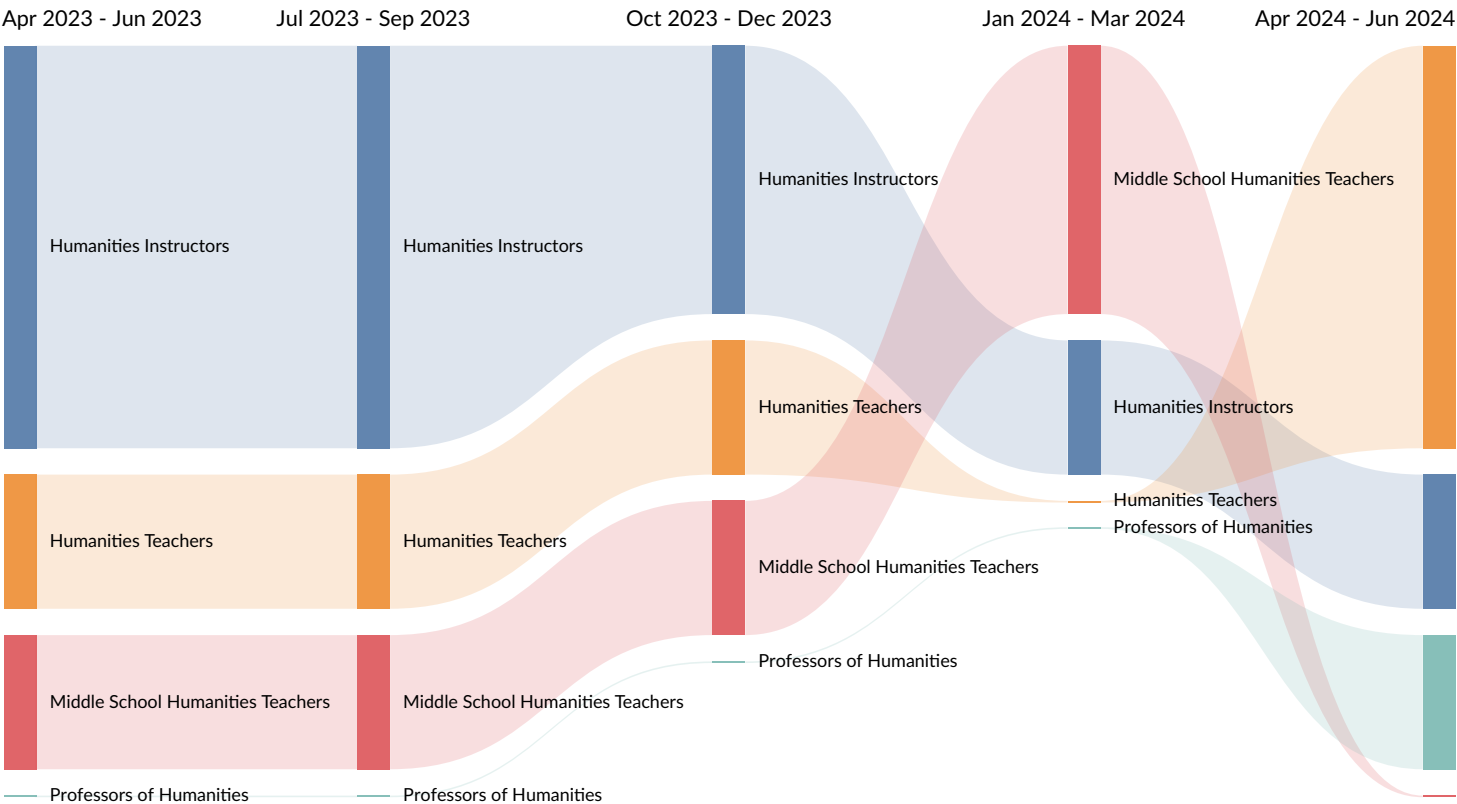 Apr 2023 - Jun 2023
Jul 2023 - Sep 2023
Oct 2023 - Dec 2023
Jan 2024 - Mar 2024
Apr 2024 - Jun 2024
Humanities Instructors
Humanities Teachers
Middle School Humanities Teachers
Professors of Humanities
Humanities Instructors
Humanities Teachers
Middle School Humanities Teachers
Professors of Humanities
Humanities Instructors
Humanities Teachers
Middle School Humanities Teachers
Professors of Humanities
Middle School Humanities Teachers
Humanities Instructors
Humanities Teachers
Professors of Humanities